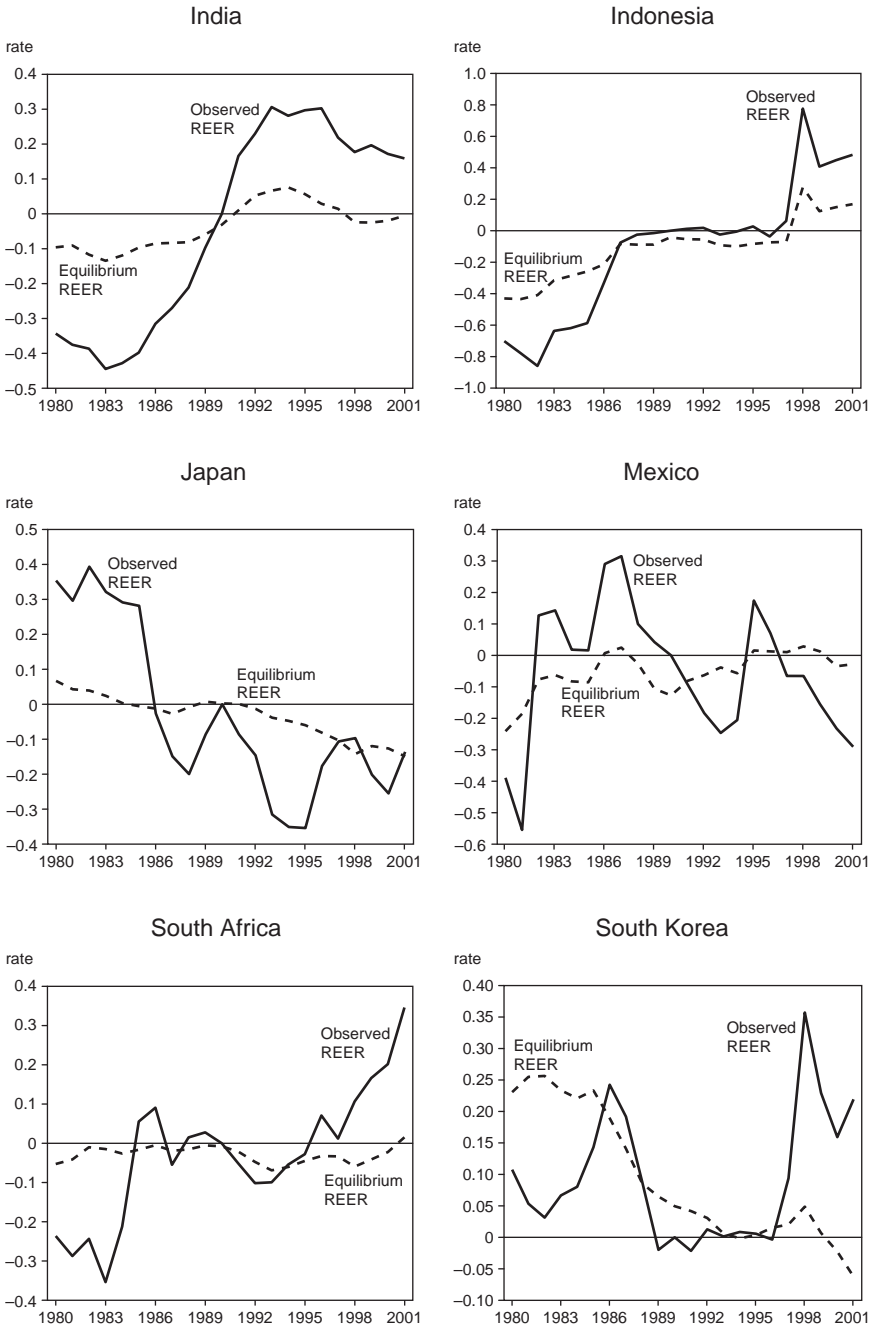 India
rate
0.4
0.3
0.2
0.1
0
–0.1
–0.2
–0.3
–0.4
–0.5
Observed
REER
Equilibrium
REER
1980 1983 1986 1989 1992 1995 1998 2001
Indonesia
rate
1.0
0.8
0.6
0.4
0.2
0
–0.2
–0.4
–0.6
–0.8
–1.0
Observed
REER
Equilibrium
REER
1980 1983 1986 1989 1992 1995 1998 2001
Japan
rate
0.5
0.4
0.3
0.2
0.1
0
–0.1
–0.2
–0.3
–0.4
Observed
REER
Equilibrium
REER
1980 1983 1986 1989 1992 1995 1998 2001
Mexico
rate
0.4
0.3
0.2
0.1
0
–0.1
–0.2
–0.3
–0.4
–0.5
–0.6
Observed
REER
Equilibrium
REER
1980 1983 1986 1989 1992 1995 1998 2001
South Africa
rate
0.4
0.3
0.2
0.1
0
–0.1
–0.2
–0.3
–0.4
Observed
REER
Equilibrium
REER
1980 1983 1986 1989 1992 1995 1998 2001
South Korea
rate
0.40
0.35
0.30
0.25
0.20
0.15
0.10
0.05
0
–0.05
–0.10
Equilibrium
REER
Observed
REER
1980 1983 1986 1989 1992 1995 1998 2001